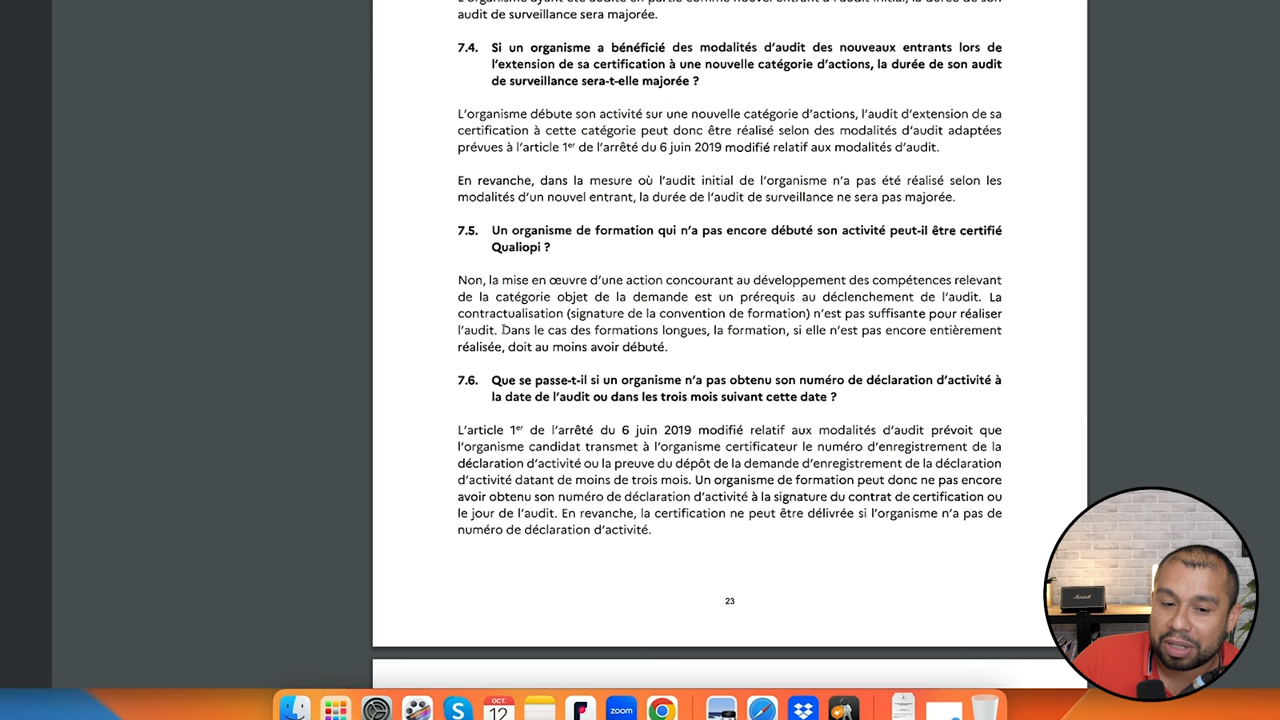 audit de surveillance sera majorée.
7.4. Si un organisme a bénéficié des modalités d'audit des nouveaux entrants lors de
l'extension de sa certification à une nouvelle catégorie d'actions, la durée de son audit
de surveillance sera-t-elle majorée ?
L'organisme débute son activité sur une nouvelle catégorie d'actions, l'audit d'extension de sa
certification à cette catégorie peut donc être réalisé selon des modalités d'audit adaptées
prévues à l'article 1er de l'arrêté du 6 juin 2019 modifié relatif aux modalités d'audit.
En revanche, dans la mesure où l'audit initial de l'organisme n'a pas été réalisé selon les
modalités d'un nouvel entrant, la durée de l'audit de surveillance ne sera pas majorée.
7.5. Un organisme de formation qui n'a pas encore débuté son activité peut-il être certifié
Qualiopi ?
Non, la mise en œuvre d'une action concourant au développement des compétences relevant
de la catégorie objet de la demande est un prérequis au déclenchement de l'audit. La
contractualisation (signature de la convention de formation) n'est pas suffisante pour réaliser
l'audit. Dans le cas des formations longues, la formation, si elle n'est pas encore entièrement
réalisée, doit au moins avoir débuté.
7.6. Que se passe-t-il si un organisme n'a pas obtenu son numéro de déclaration d'activité à
la date de l'audit ou dans les trois mois suivant cette date ?
L'article 1er de l'arrêté du 6 juin 2019 modifié relatif aux modalités d'audit prévoit que
l'organisme candidat transmet à l'organisme certificateur le numéro d'enregistrement de la
déclaration d'activité ou la preuve du dépôt de la demande d'enregistrement de la déclaration
d'activité datant de moins de trois mois. Un organisme de formation peut donc ne pas encore
avoir obtenu son numéro de déclaration d'activité à la signature du contrat de certification ou
le jour de l'audit. En revanche, la certification ne peut être délivrée si l'organisme n'a pas de
numéro de déclaration d'activité.
23
Marshall
OCT.
12
zoom